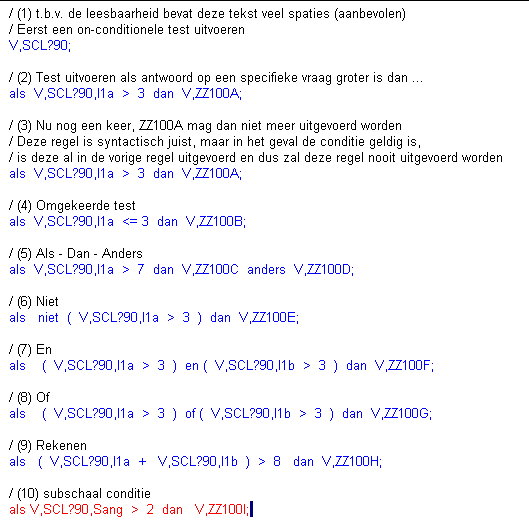 / (1) t.b.v. de leesbaarheid bevat deze tekst veel spaties (aanbevolen)
/ Eerst een on-conditionele test uitvoeren
V,SCL?90;
/ (2) Test uitvoeren als antwoord op een specifieke vraag groter is dan ...
als V,SCL?90,I1a > 3 dan V,ZZ100A;
/ (3) Nu nog een keer, ZZ100A mag dan niet meer uitgevoerd worden
/ Deze regel is syntactisch juist, maar in het geval de conditie geldig is,
/ is deze al in de vorige regel uitgevoerd en dus zal deze regel nooit uitgevoerd worden
als V,SCL?90,I1a > 3 dan V,ZZ100A;
/ (4) Omgekeerde test
als V,SCL?90,I1a <= 3 dan V,ZZ100B;
/ (5) Als - Dan - Anders
als V,SCL?90,I1a > 7 dan V,ZZ100C anders V,ZZ100D;
/ (6) Niet
als niet ( V,SCL?90,I1a > 3 ) dan V,ZZ100E;
/ (7) En
als ( V,SCL?90,I1a > 3 ) en ( V,SCL?90,I1b > 3 ) dan V,ZZ100F;
/ (8) Of
als ( V,SCL?90,I1a > 3 ) of ( V,SCL?90,I1b > 3 ) dan V,ZZ100G;
/ (9) Rekenen
als ( V,SCL?90,I1a + V,SCL?90,I1b ) > 8 dan V,ZZ100H;
/ (10) subschaal conditie
als V,SCL?90,Sang > 2 dan V,ZZ100I;